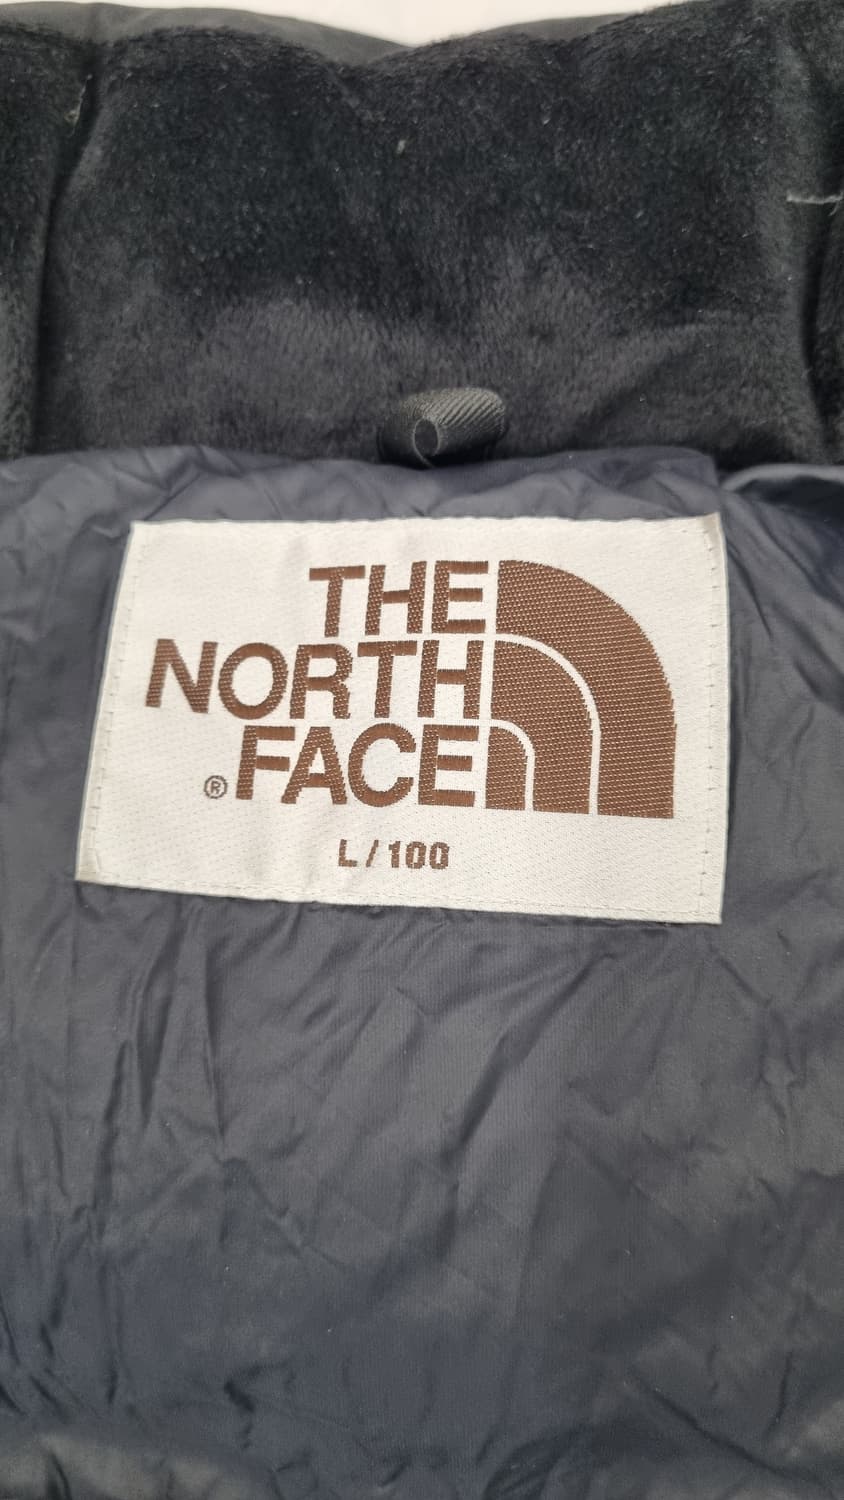 THE
NORTH
FACE
®
L / 100